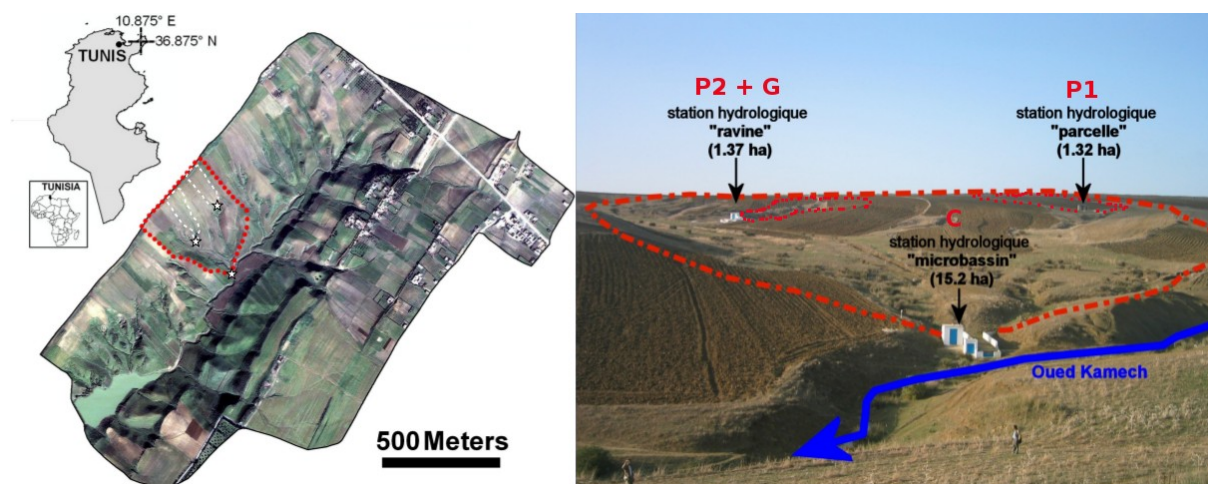 10.875° E
36.875° N
TUNIS
TUNISIA
500 Meters
P2 + G
station hydrologique
"ravine"
(1.37 ha)
P1
station hydrologique
"parcelle"
(1.32 ha)
C
station hydrologique
"microbassin"
(15.2 ha)
Oued Kamech